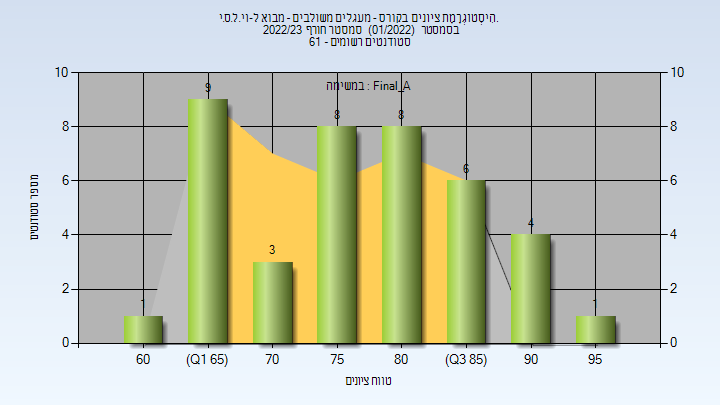 היסטוגרמת ציונים בקורס - מעגלים משולבים - מבוא ל-וי.ל.ס.י.
בסמסטר (01/2022) סמסטר חורף 2022/23
סטודנטים רשומים - 61
במשימה : Final_A
10 10
9
8 8 8 8
6 6 6
4 4 4
3
2 2
1 1
0 0
60 (Q1 65) 70 75 80 (Q3 85) 90 95
מספר סטודנטים
טווח ציונים